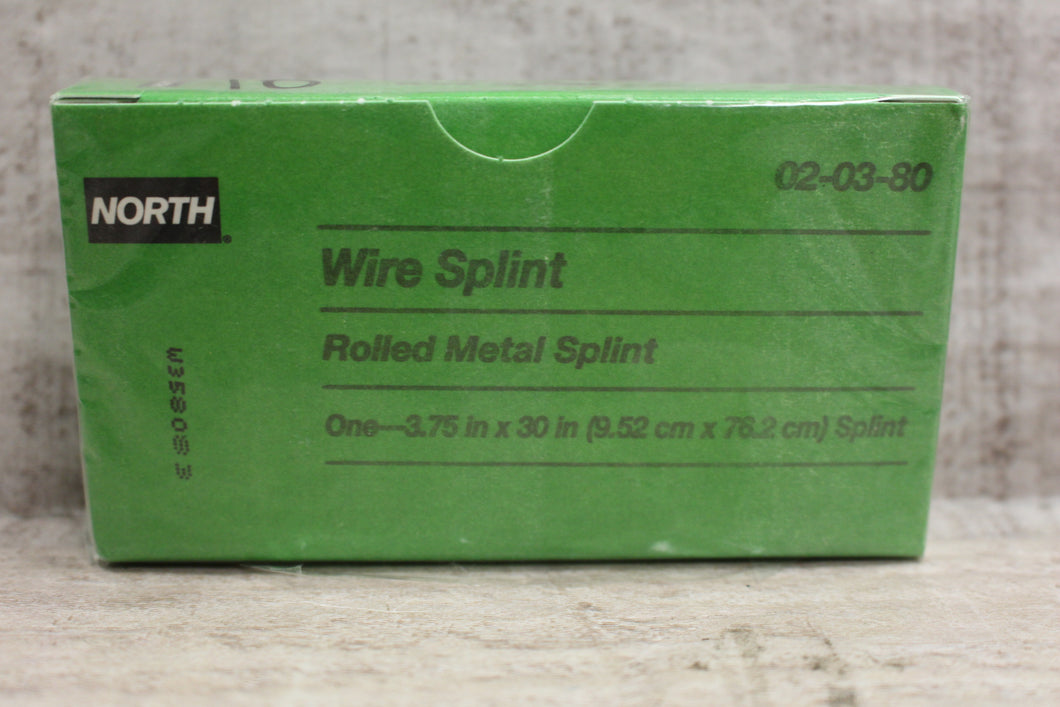 02-03-80
NORTH
Wire Splint
Rolled Metal Splint
One—3.75 in x 30 in (9.52 cm x 76.2 cm) Splint